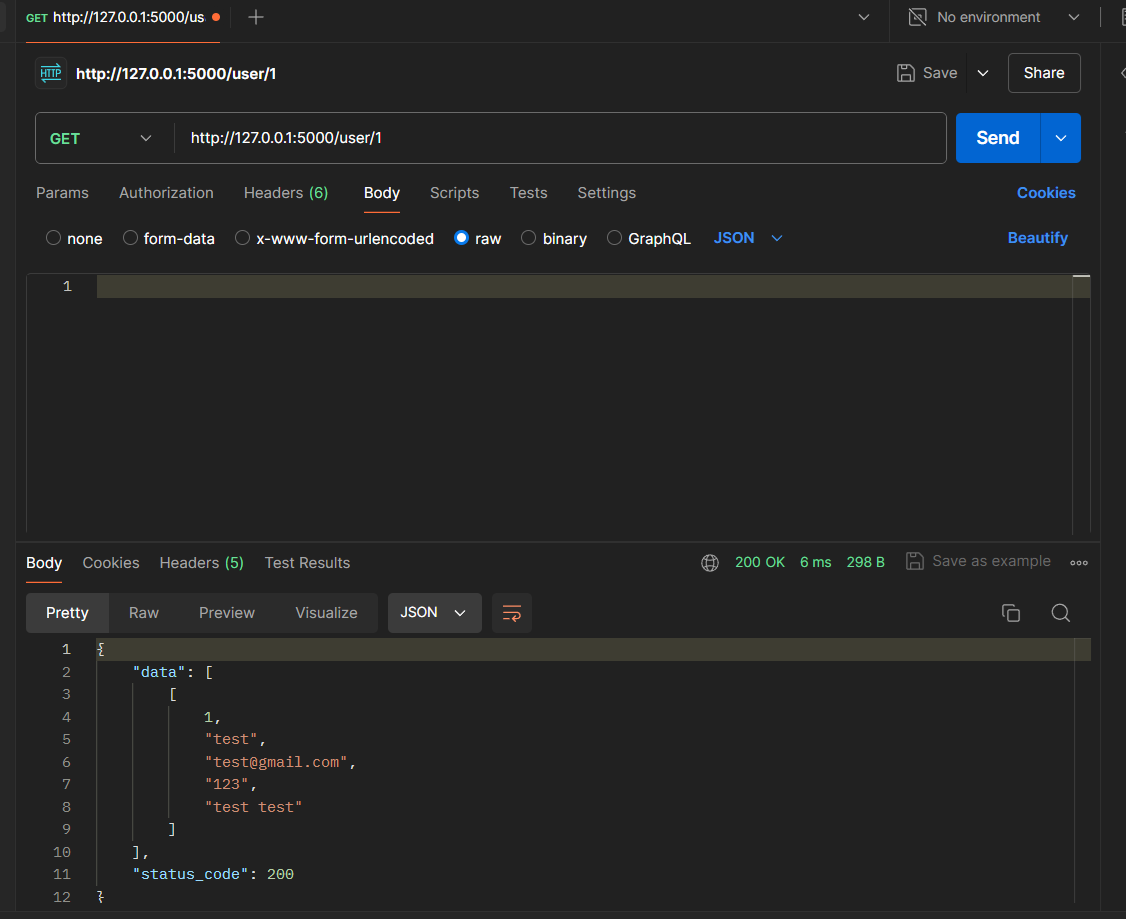 GET http://127.0.0.1:5000/us
No environment
HTTP http://127.0.0.1:5000/user/1
Save
Share
GET http://127.0.0.1:5000/user/1
Send
Params Authorization Headers (6) Body Scripts Tests Settings Cookies
none form-data x-www-form-urlencoded raw binary GraphQL JSON Beautify
1
Body Cookies Headers (5) Test Results 200 OK 6 ms 298 B Save as example
Pretty Raw Preview Visualize JSON
1 {
2 "data": [
3 [
4 1,
5 "test",
6 "test@gmail.com",
7 "123",
8 "test test"
9 ]
10 ],
11 "status_code": 200
12 }